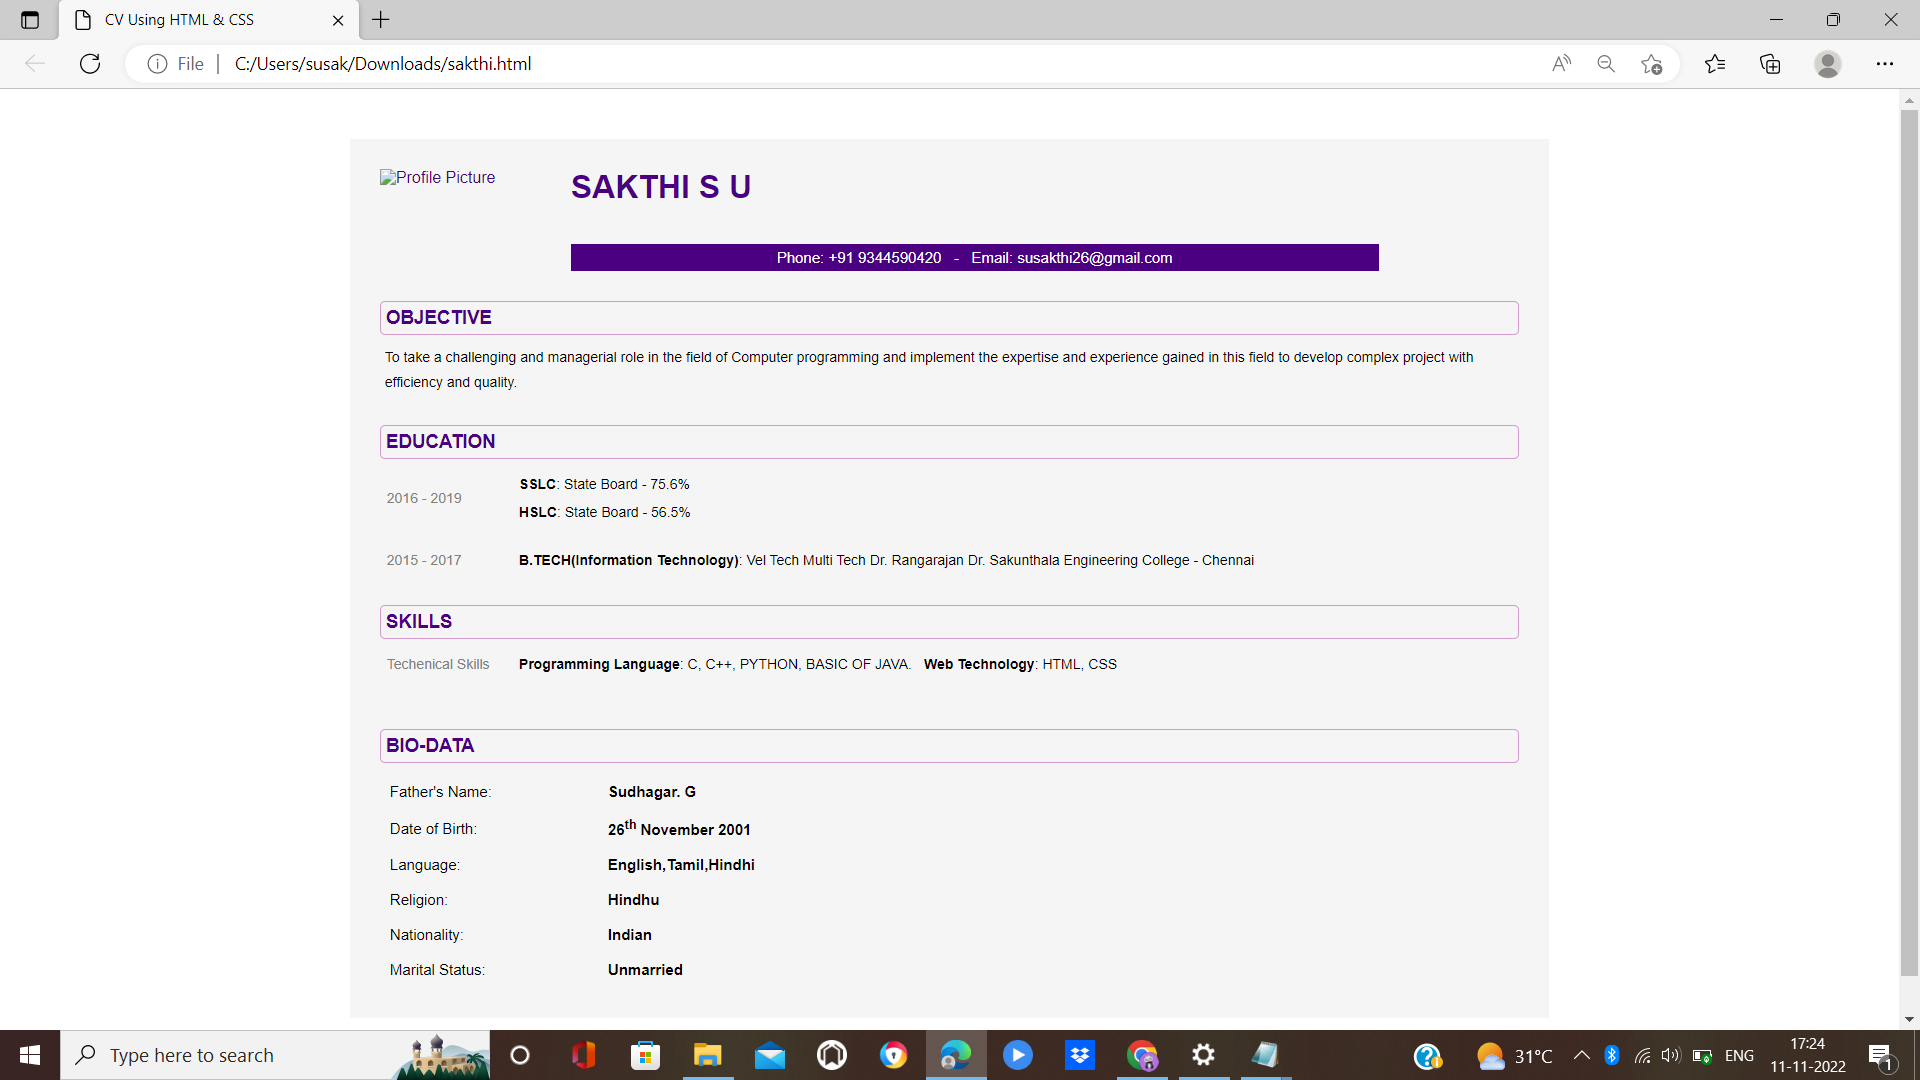 CV Using HTML & CSS
File | C:/Users/susak/Downloads/sakthi.html
Profile Picture
SAKTHI S U
Phone: +91 9344590420 - Email: susakthi26@gmail.com
OBJECTIVE
To take a challenging and managerial role in the field of Computer programming and implement the expertise and experience gained in this field to develop complex project with
efficiency and quality.
EDUCATION
2016 - 2019
SSLC: State Board - 75.6%
HSLC: State Board - 56.5%
2015 - 2017 B.TECH(Information Technology): Vel Tech Multi Tech Dr. Rangarajan Dr. Sakunthala Engineering College - Chennai
SKILLS
Techenical Skills Programming Language: C, C++, PYTHON, BASIC OF JAVA. Web Technology: HTML, CSS
BIO-DATA
Father's Name: Sudhagar. G
Date of Birth: 26th November 2001
Language: English,Tamil,Hindhi
Religion: Hindhu
Nationality: Indian
Marital Status: Unmarried
Type here to search
31°C
ENG
17:24
11-11-2022
1